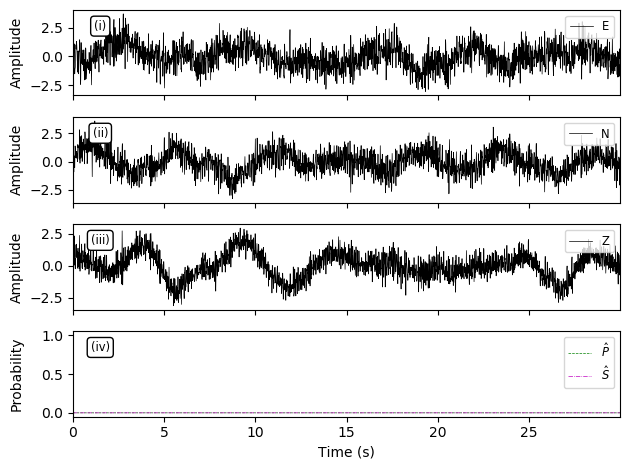 (i)
E
2.5
0.0
−2.5
Amplitude
(ii)
N
2.5
0.0
−2.5
Amplitude
(iii)
Z
2.5
0.0
−2.5
Amplitude
(iv)
P̂
Ŝ
1.0
0.5
0.0
Probability
0 5 10 15 20 25
Time (s)